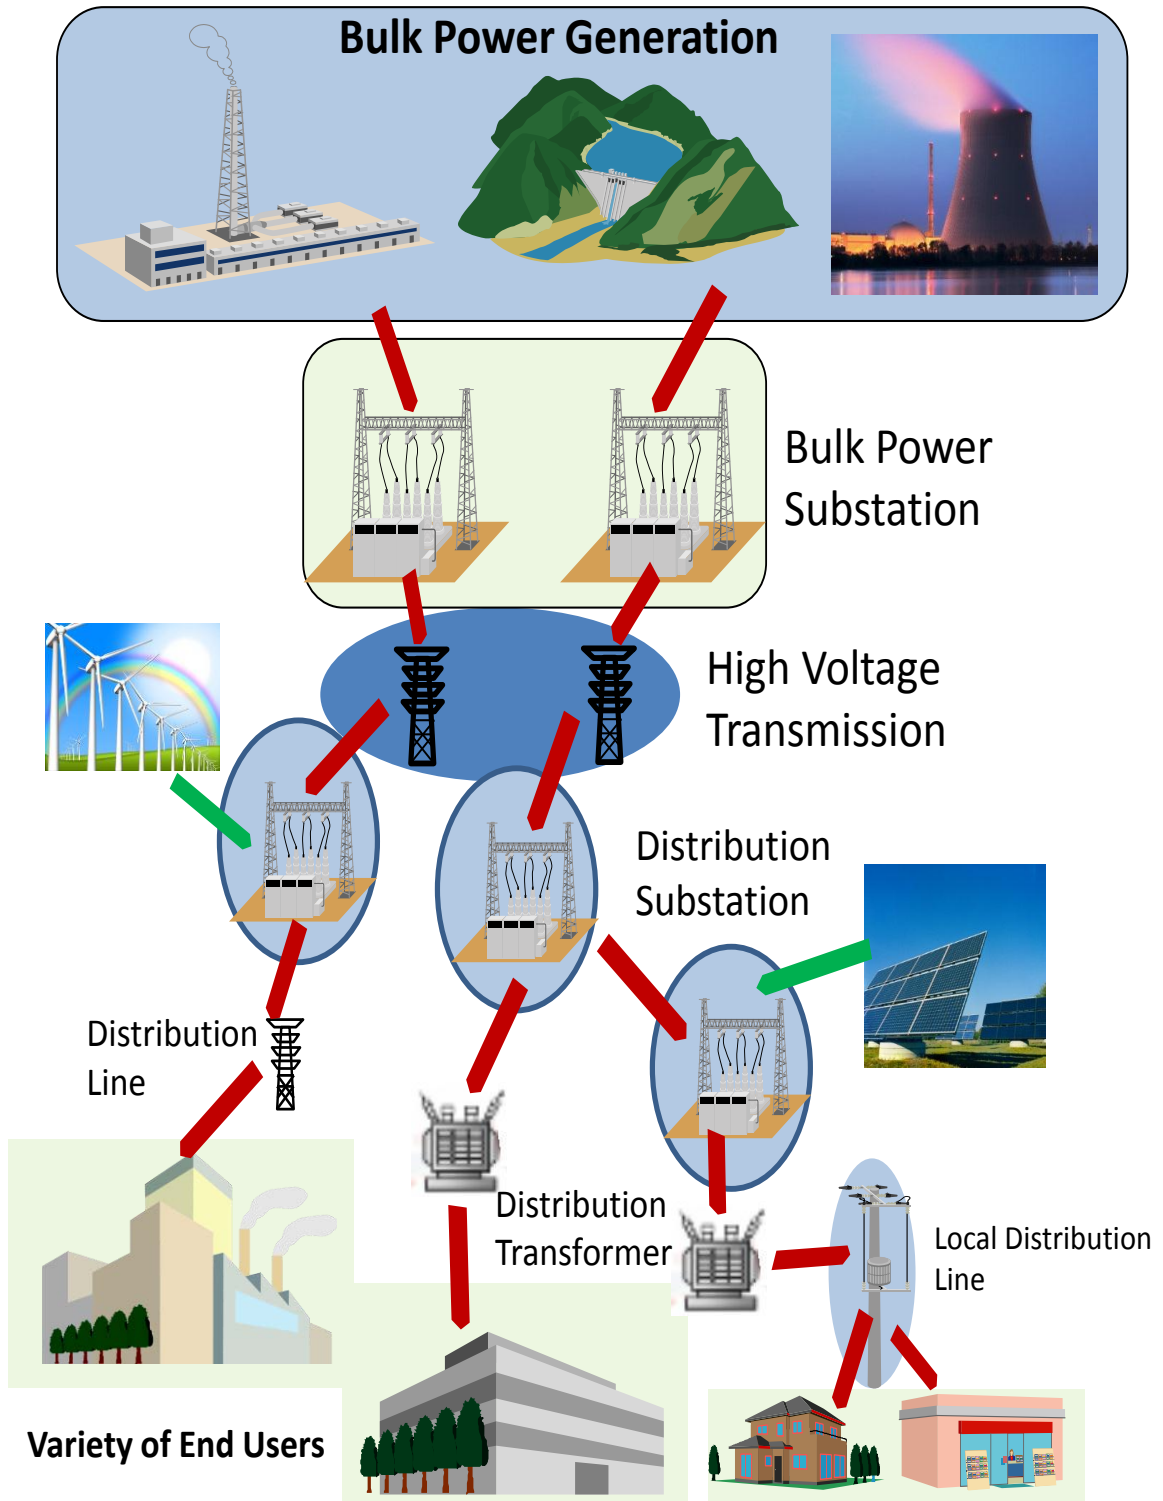 Bulk Power Generation
Bulk Power
Substation
High Voltage
Transmission
Distribution
Substation
Distribution
Line
Distribution
Transformer
Local Distribution
Line
Variety of End Users